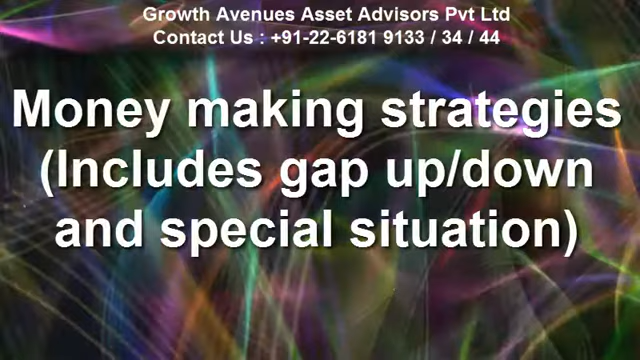 Growth Avenues Asset Advisors Pvt Ltd
Contact Us : +91-22-6181 9133 / 34 / 44
Money making strategies
(Includes gap up/down
and special situation)